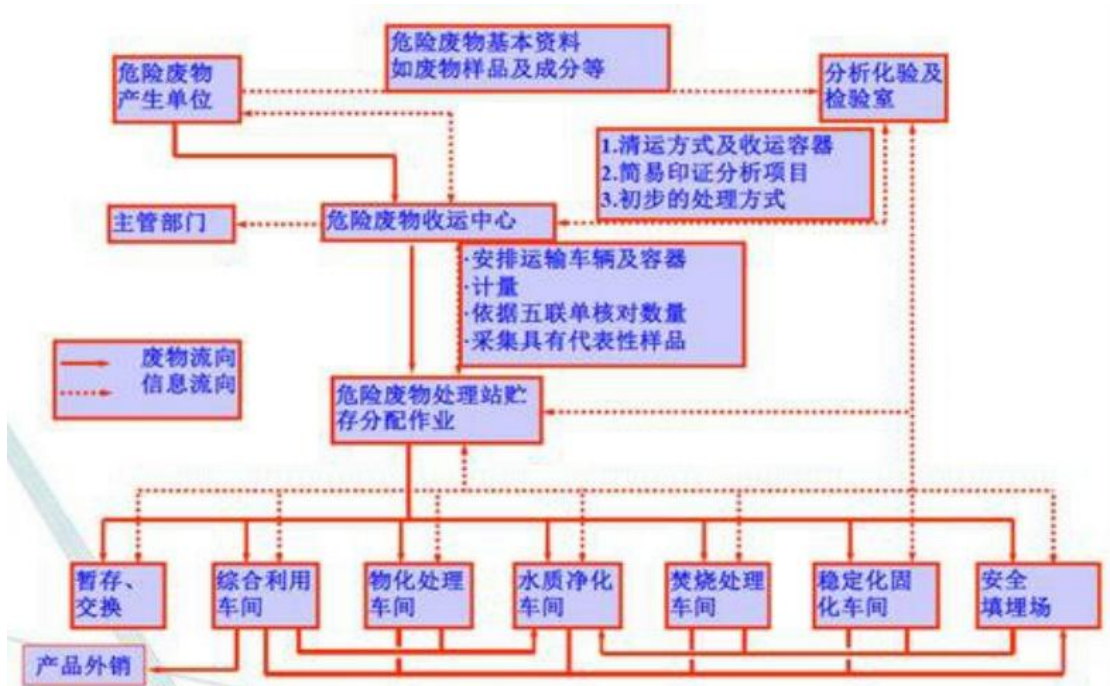 危险废物基本资料
如废物样品及成分等
危险废物
产生单位
分析化验及
检验室
1.清运方式及收运容器
2.简易印证分析项目
3.初步的处理方式
主管部门
危险废物收运中心
·安排运输车辆及容器
·计量
·依据五联单核对数量
·采集具有代表性样品
废物流向
信息流向
危险废物处理站贮
存分配作业
暂存、
交换
综合利用
车间
物化处理
车间
水质净化
车间
焚烧处理
车间
稳定化固
化车间
安全
填埋场
产品外销